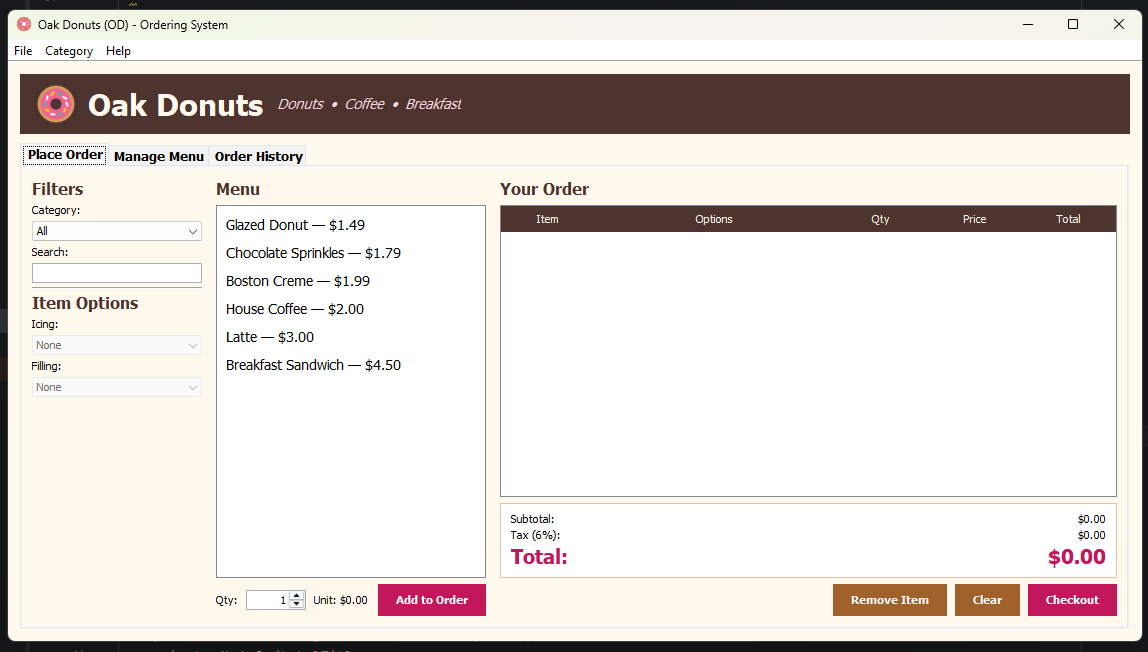 Oak Donuts (OD) - Ordering System
File Category Help
Oak Donuts Donuts • Coffee • Breakfast
Place Order Manage Menu Order History
Filters
Category:
All
Search:
Item Options
Icing:
None
Filling:
None
Menu
Glazed Donut — $1.49
Chocolate Sprinkles — $1.79
Boston Creme — $1.99
House Coffee — $2.00
Latte — $3.00
Breakfast Sandwich — $4.50
Qty: 1 Unit: $0.00 Add to Order
Your Order
Item Options Qty Price Total
Subtotal: $0.00
Tax (6%): $0.00
Total: $0.00
Remove Item Clear Checkout